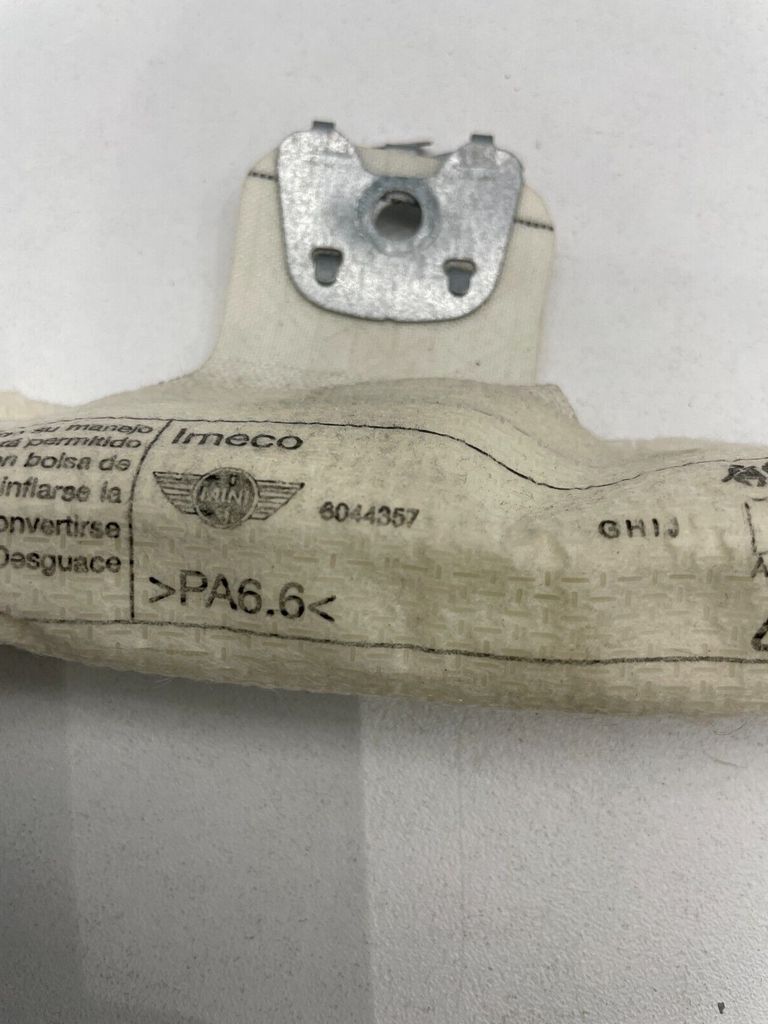 su manejo
permitido
bolsa de
inflarse la
onvertirse
Desguace
Imeco
MINI
6044357
GHIJ
>PA6.6<